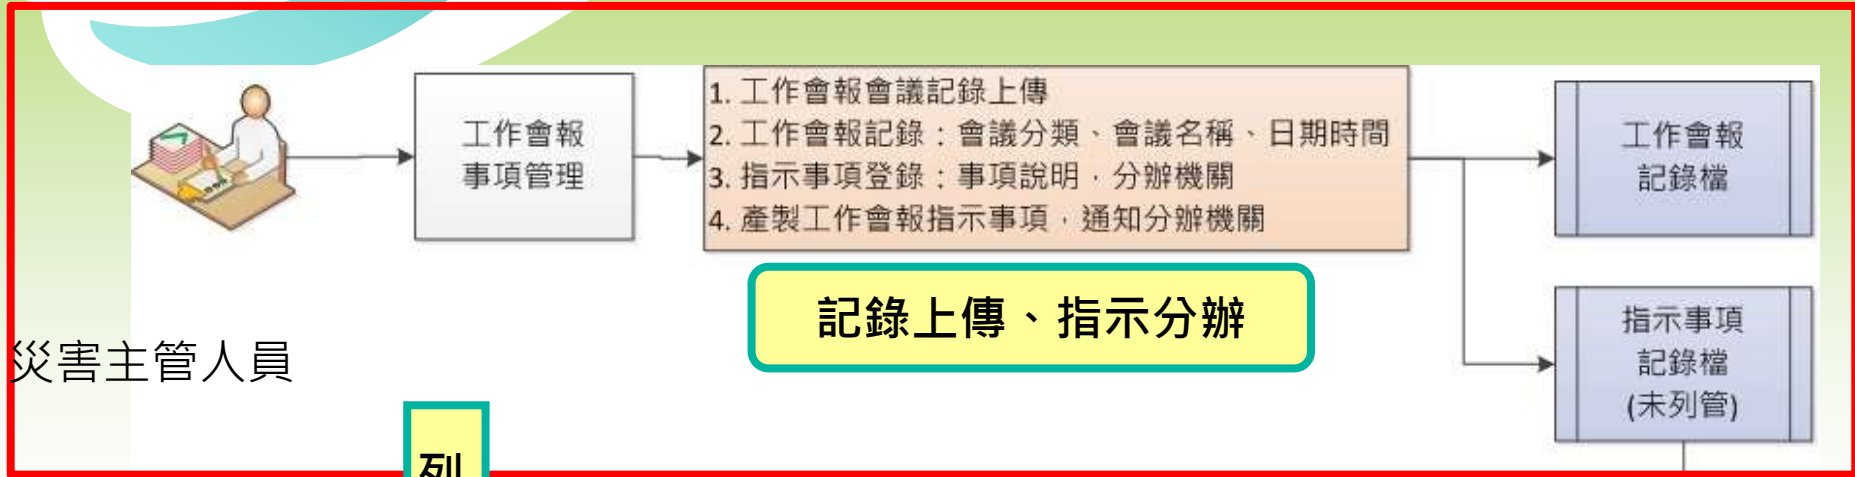 工作會報
事項管理
1. 工作會報會議記錄上傳
2. 工作會報記錄：會議分類、會議名稱、日期時間
3. 指示事項登錄：事項說明，分辦機關
4. 產製工作會報指示事項，通知分辦機關
工作會報
記錄檔
記錄上傳、指示分辦
指示事項
記錄檔
(未列管)
災害主管人員
列